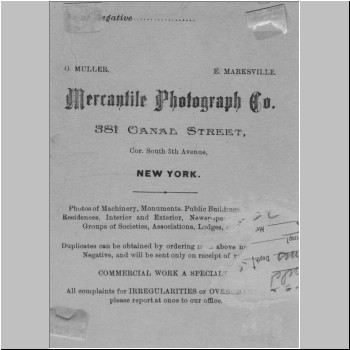 Negative..................
O. MULLER. E. MARKSVILLE.
Mercantile Photograph Co.
381 CANAL STREET,
Cor. South 5th Avenue,
NEW YORK.
Photos of Machinery, Monuments, Public Buildings
Residences, Interior and Exterior,
Groups of Societies, Associations, Lodges,
Duplicates can be obtained by ordering above
Negative, and will be sent only on receipt of
COMMERCIAL WORK A
All complaints for IRREGULARITIES or
please report at once to our office.